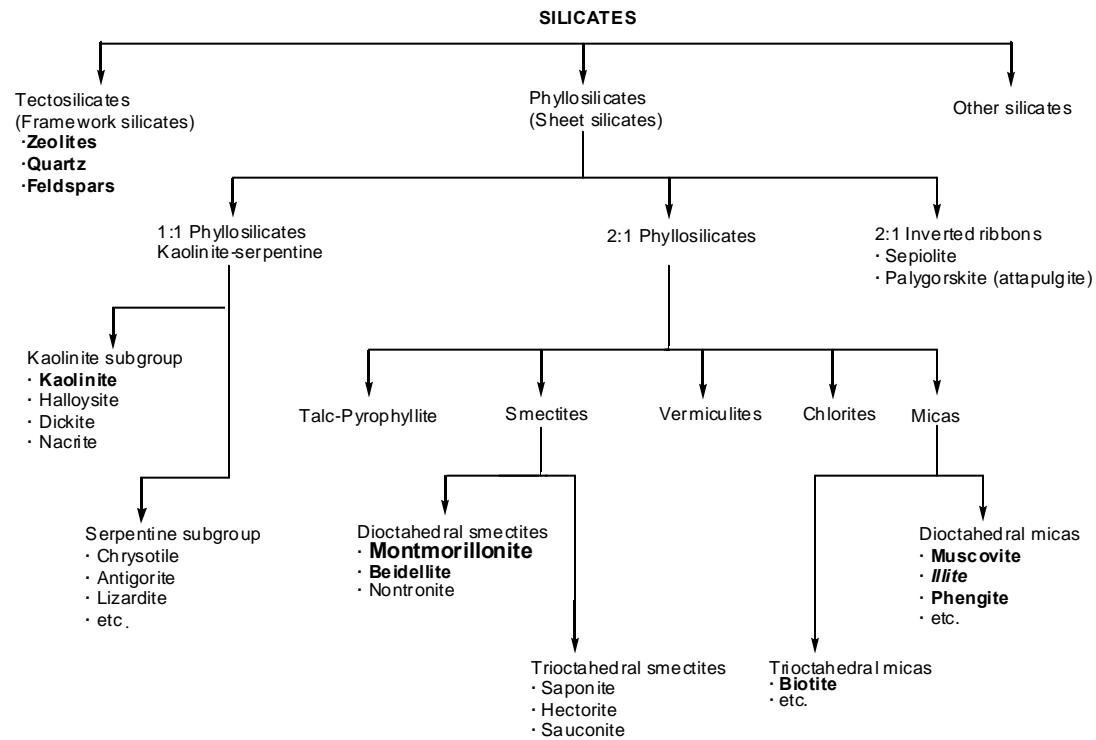 SILICATES
Tectosilicates
(Framework silicates)
·Zeolites
·Quartz
·Feldspars
Phyllosilicates
(Sheet silicates)
Other silicates
1:1 Phyllosilicates
Kaolinite-serpentine
2:1 Phyllosilicates
2:1 Inverted ribbons
· Sepiolite
· Palygorskite (attapulgite)
Kaolinite subgroup
· Kaolinite
· Halloysite
· Dickite
· Nacrite
Talc-Pyrophyllite
Smectites
Vermiculites
Chlorites
Micas
Serpentine subgroup
· Chrysotile
· Antigorite
· Lizardite
· etc.
Dioctahedral smectites
· Montmorillonite
· Beidellite
· Nontronite
Dioctahedral micas
· Muscovite
· Illite
· Phengite
· etc.
Trioctahedral smectites
· Saponite
· Hectorite
· Sauconite
Trioctahedral micas
· Biotite
· etc.